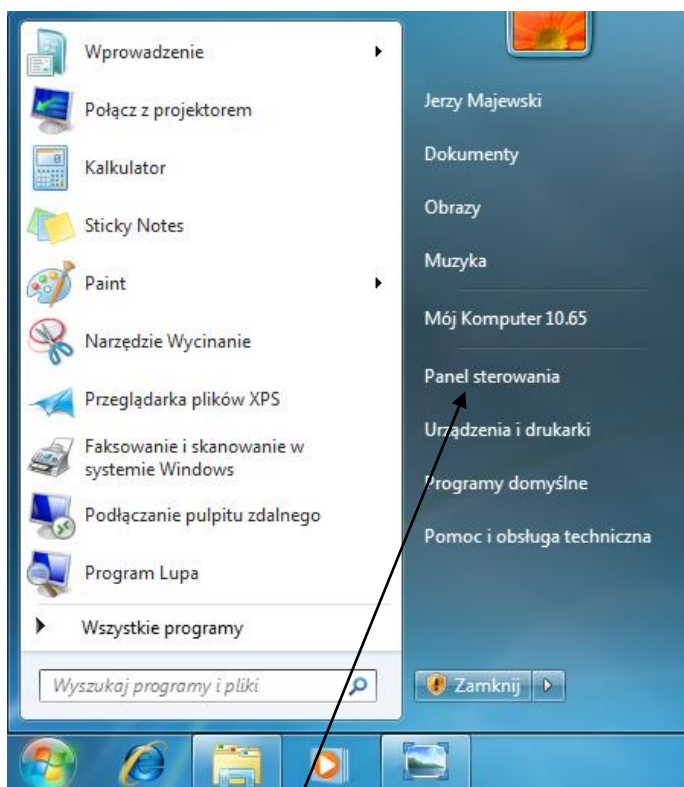 Wprowadzenie
Połącz z projektorem
Kalkulator
Sticky Notes
Paint
Narzędzie Wycinanie
Przeglądarka plików XPS
Faksowanie i skanowanie w
systemie Windows
Podłączanie pulpitu zdalnego
Program Lupa
Wszystkie programy
Wyszukaj programy i pliki
Jerzy Majewski
Dokumenty
Obrazy
Muzyka
Mój Komputer 10.65
Panel sterowania
Urządzenia i drukarki
Programy domyślne
Pomoc i obsługa techniczna
Zamknij